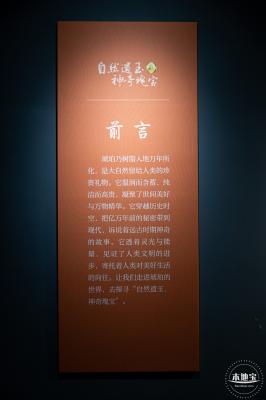 自然遗玉
神奇瑰宝
前言
琥珀乃树脂入地万年所
化，是大自然留给人类的珍
贵礼物。它温润而含蓄、纯
洁而高贵，凝聚了世间美好
与万物精华。它穿越历史时
空，把亿万年前的秘密带到
现代，诉说着远古时期神奇
的故事。它透着灵光与能
量，见证了人类文明的进
步，寄托着人类对美好生活
的向往。让我们走进琥珀的
世界，去探寻“自然遗玉，
神奇瑰宝”。
本地宝